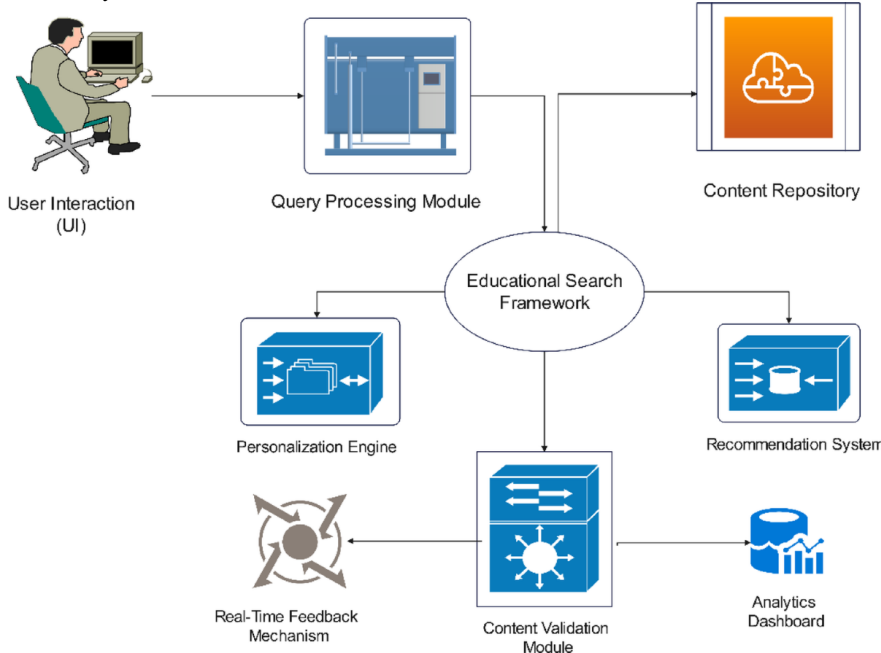 User Interaction
(UI)
Query Processing Module
Content Repository
Educational Search
Framework
Personalization Engine
Recommendation System
Real-Time Feedback
Mechanism
Content Validation
Module
Analytics
Dashboard